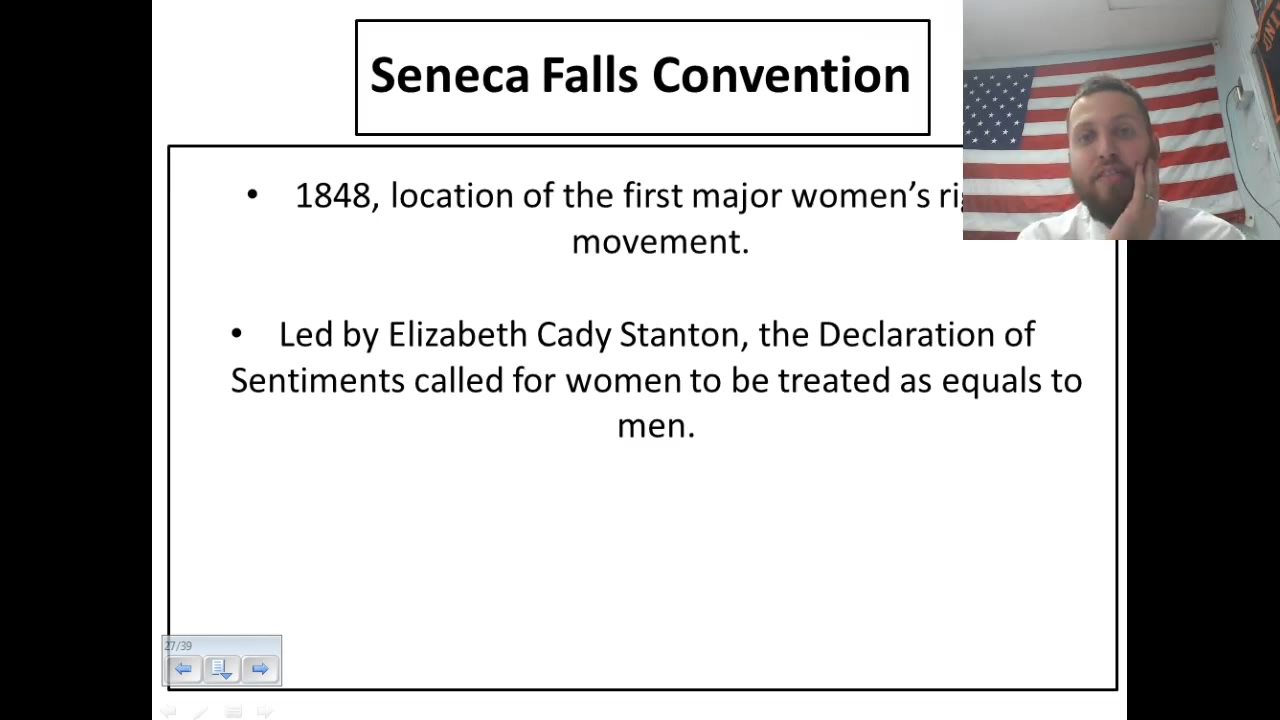 Seneca Falls Convention
• 1848, location of the first major women’s
movement.
• Led by Elizabeth Cady Stanton, the Declaration of
Sentiments called for women to be treated as equals to
men.
27/39